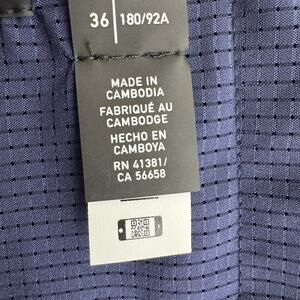 36 | 180/92A
MADE IN
CAMBODIA
FABRIQUÉ AU
CAMBODGE
HECHO EN
CAMBOYA
RN 41381/
CA 56658